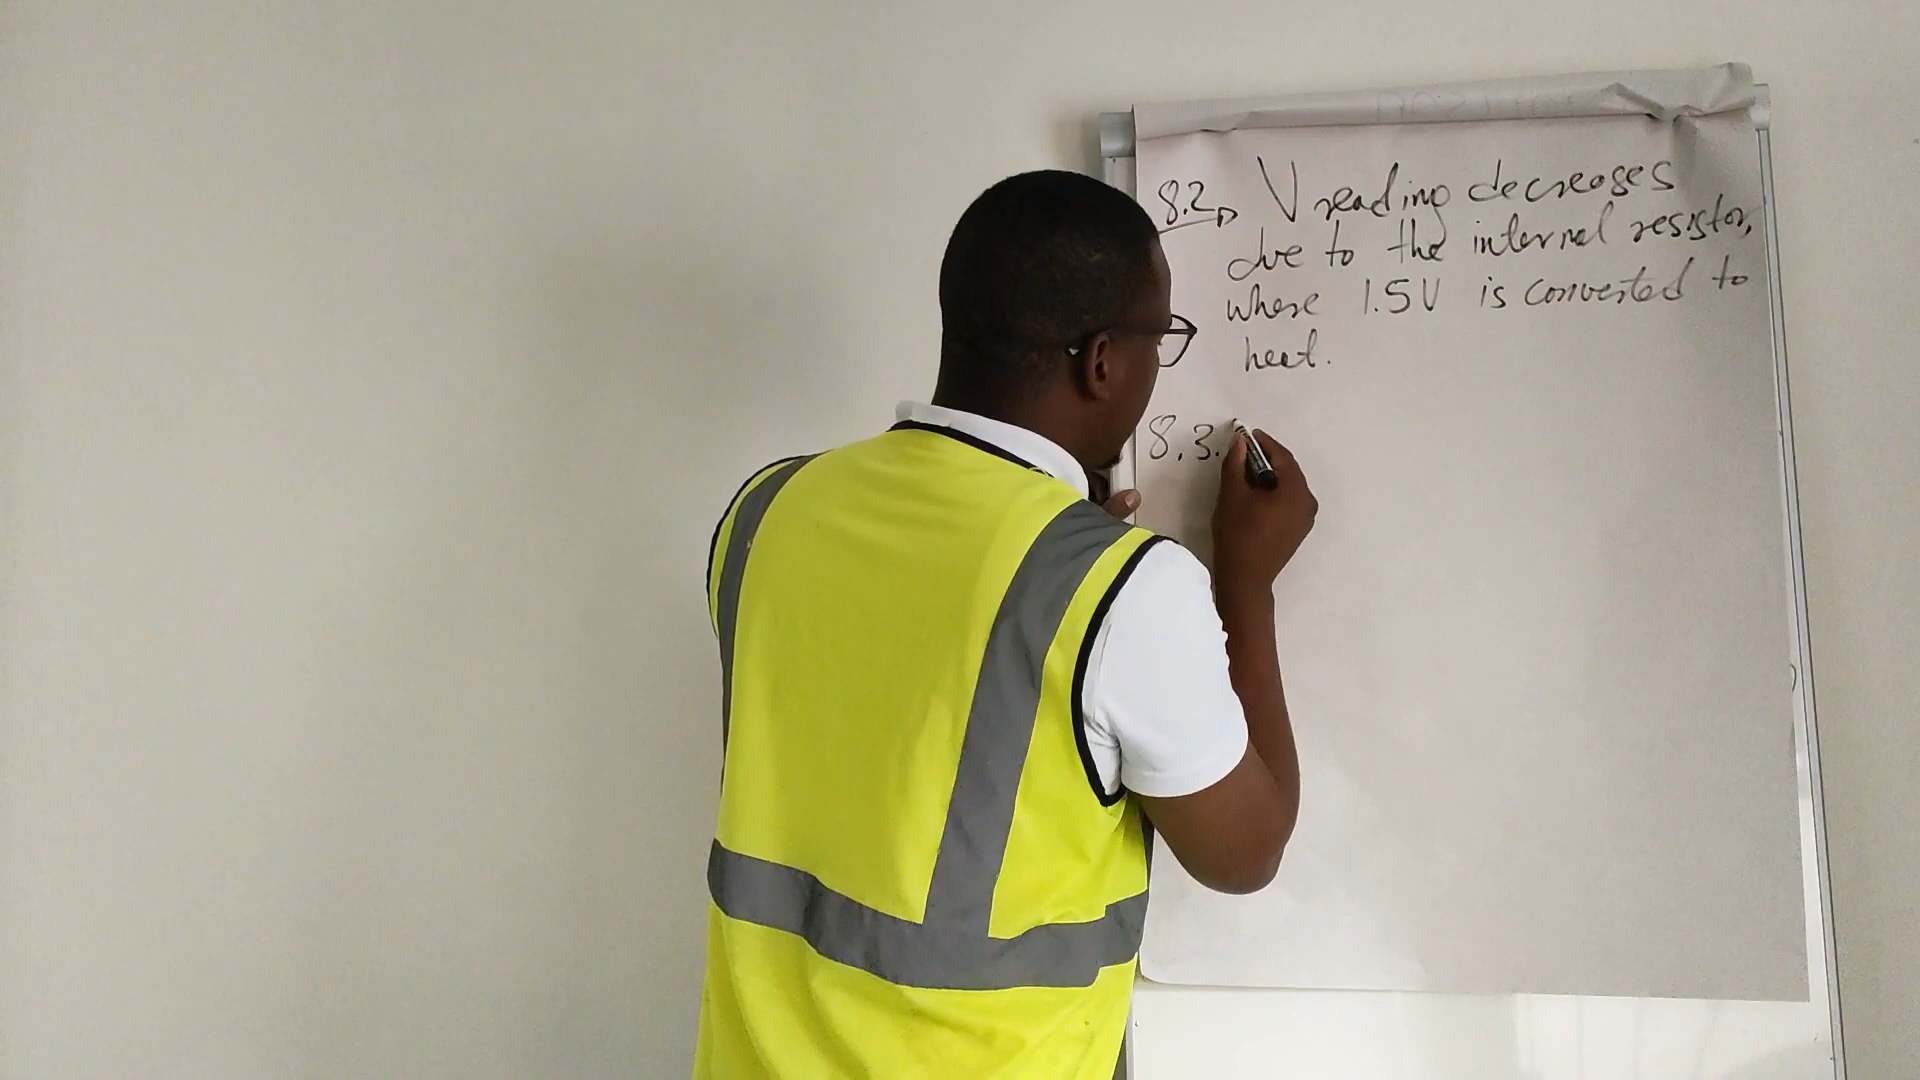 8.2 V reading decreases
due to the internal resistor,
where 1.5V is converted to
heat.
8.3.